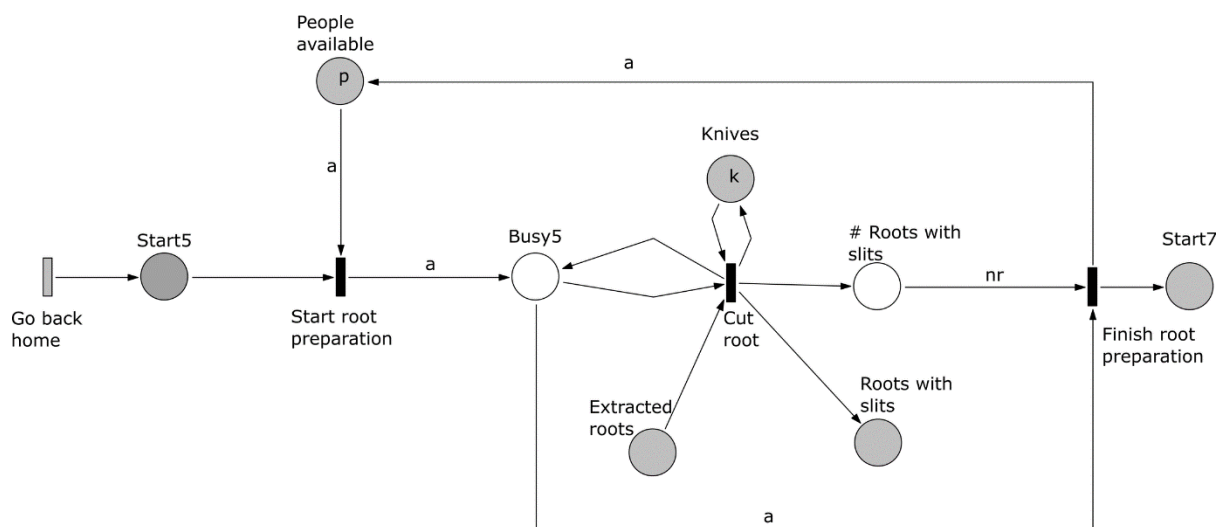 People
available
p
a
Knives
k
a
Start5
Busy5
# Roots with
slits
Start7
a
nr
Go back
home
Start root
preparation
Cut
root
Finish root
preparation
Extracted
roots
Roots with
slits
a